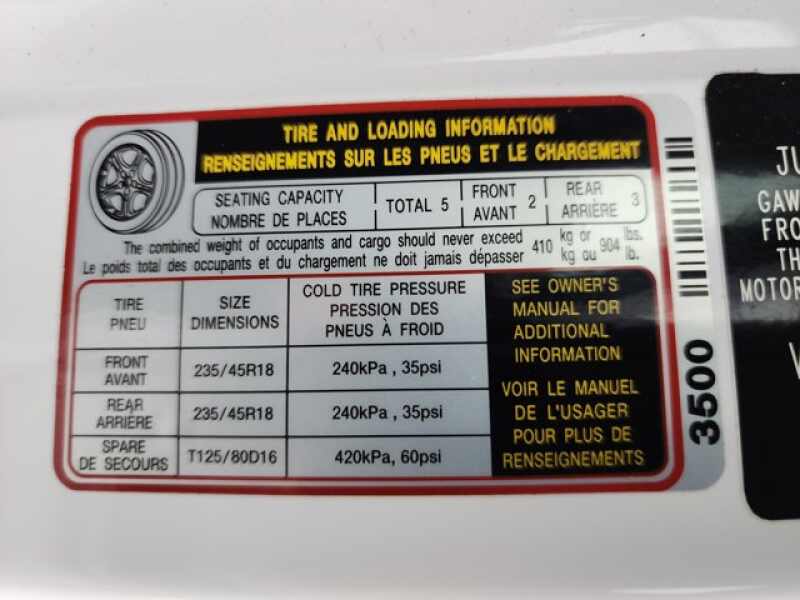 TIRE AND LOADING INFORMATION
RENSEIGNEMENTS SUR LES PNEUS ET LE CHARGEMENT
SEATING CAPACITY
NOMBRE DE PLACES
TOTAL 5
FRONT
AVANT 2
REAR
ARRIÈRE 3
The combined weight of occupants and cargo should never exceed 410 kg or 904 lbs.
Le poids total des occupants et du chargement ne doit jamais dépasser 410 kg ou 904 lb.
TIRE
PNEU
SIZE
DIMENSIONS
COLD TIRE PRESSURE
PRESSION DES
PNEUS À FROID
FRONT
AVANT
235/45R18
240kPa , 35psi
REAR
ARRIÈRE
235/45R18
240kPa , 35psi
SPARE
DE SECOURS
T125/80D16
420kPa, 60psi
SEE OWNER'S
MANUAL FOR
ADDITIONAL
INFORMATION
VOIR LE MANUEL
DE L'USAGER
POUR PLUS DE
RENSEIGNEMENTS
3500
JU
GAW
FRO
TH
MOTOR